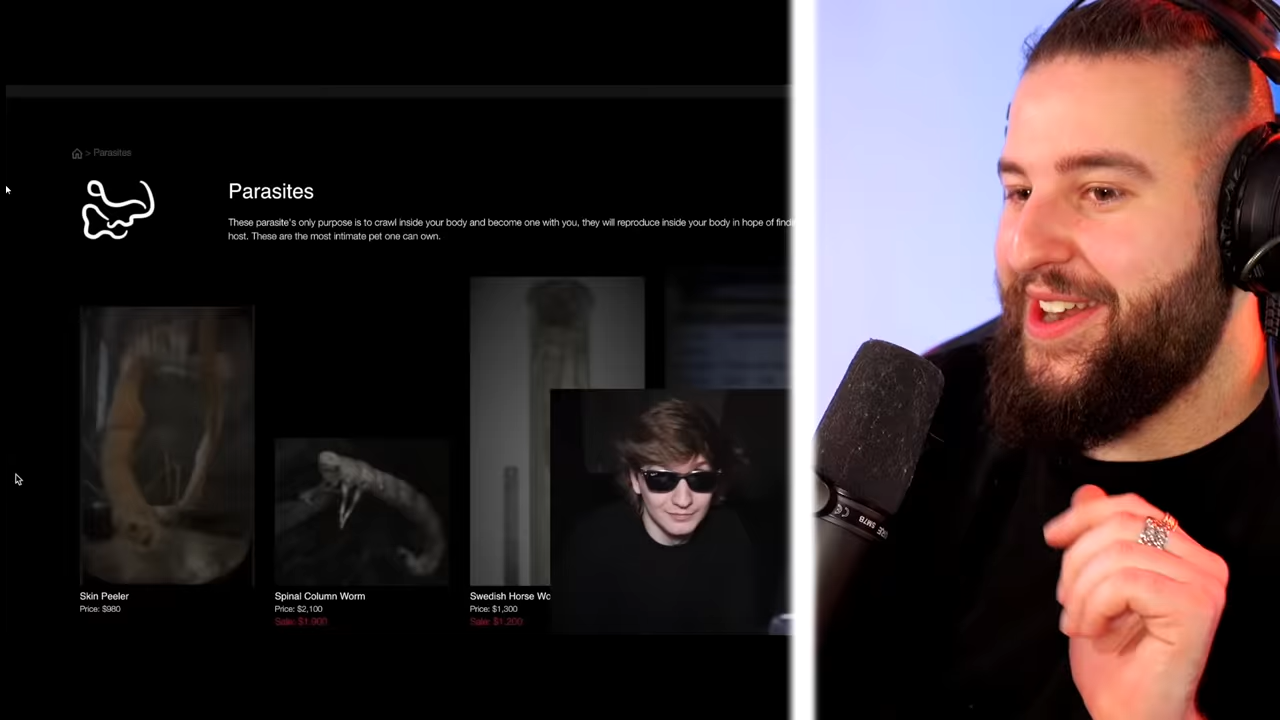 > Parasites
Parasites
These parasite's only purpose is to crawl inside your body and become one with you, they will reproduce inside your body in hope of
host. These are the most intimate pet one can own.
Skin Peeler
Price: $980
Spinal Column Worm
Price: $2,100
Sale: $1,900
Swedish Horse
Price: $1,300
Sale: $1,200
SM7B